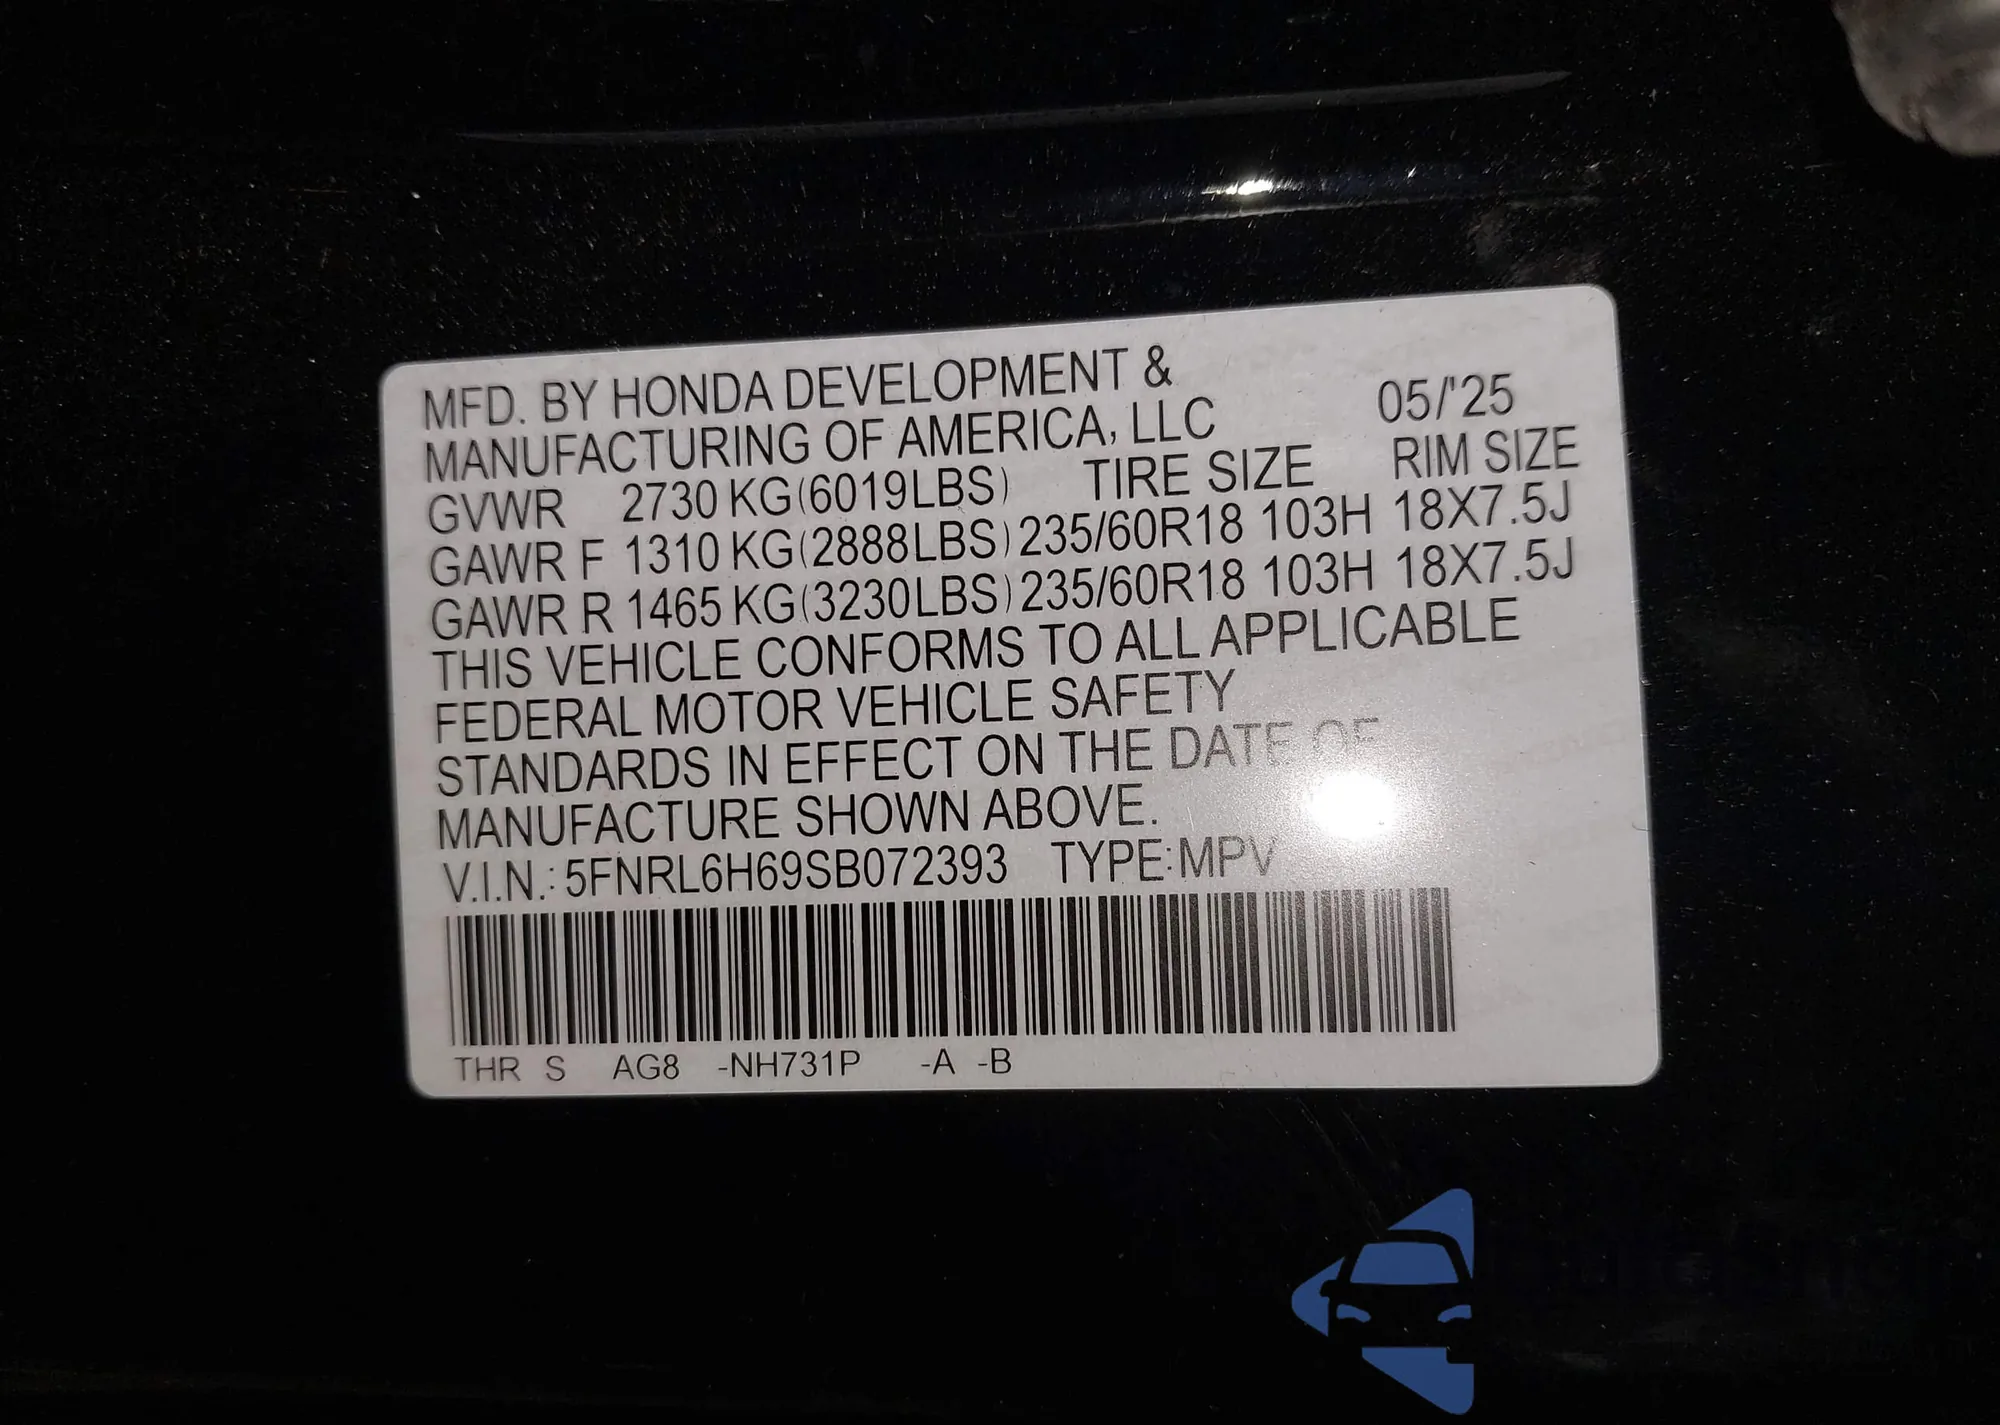 MFD. BY HONDA DEVELOPMENT &
MANUFACTURING OF AMERICA, LLC 05/'25
GVWR 2730 KG(6019LBS) TIRE SIZE RIM SIZE
GAWR F 1310 KG(2888LBS) 235/60R18 103H 18X7.5J
GAWR R 1465 KG(3230LBS) 235/60R18 103H 18X7.5J
THIS VEHICLE CONFORMS TO ALL APPLICABLE
FEDERAL MOTOR VEHICLE SAFETY
STANDARDS IN EFFECT ON THE DATE OF
MANUFACTURE SHOWN ABOVE.
V.I.N.: 5FNRL6H69SB072393 TYPE:MPV
THR S AG8 -NH731P -A -B